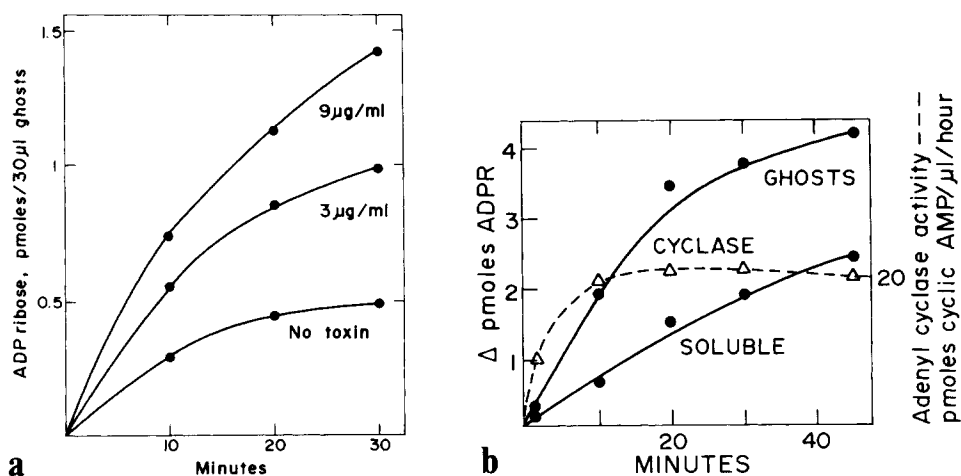 ADP ribose, pmoles/30µl ghosts
1.5
1
0.5
9µg/ml
3µg/ml
No toxin
10
20
30
Minutes
a
Δ pmoles ADPR
4
3
2
1
GHOSTS
CYCLASE
SOLUBLE
20
20
40
MINUTES
Adenyl cyclase activity ---
pmoles cyclic AMP/µl/hour
b